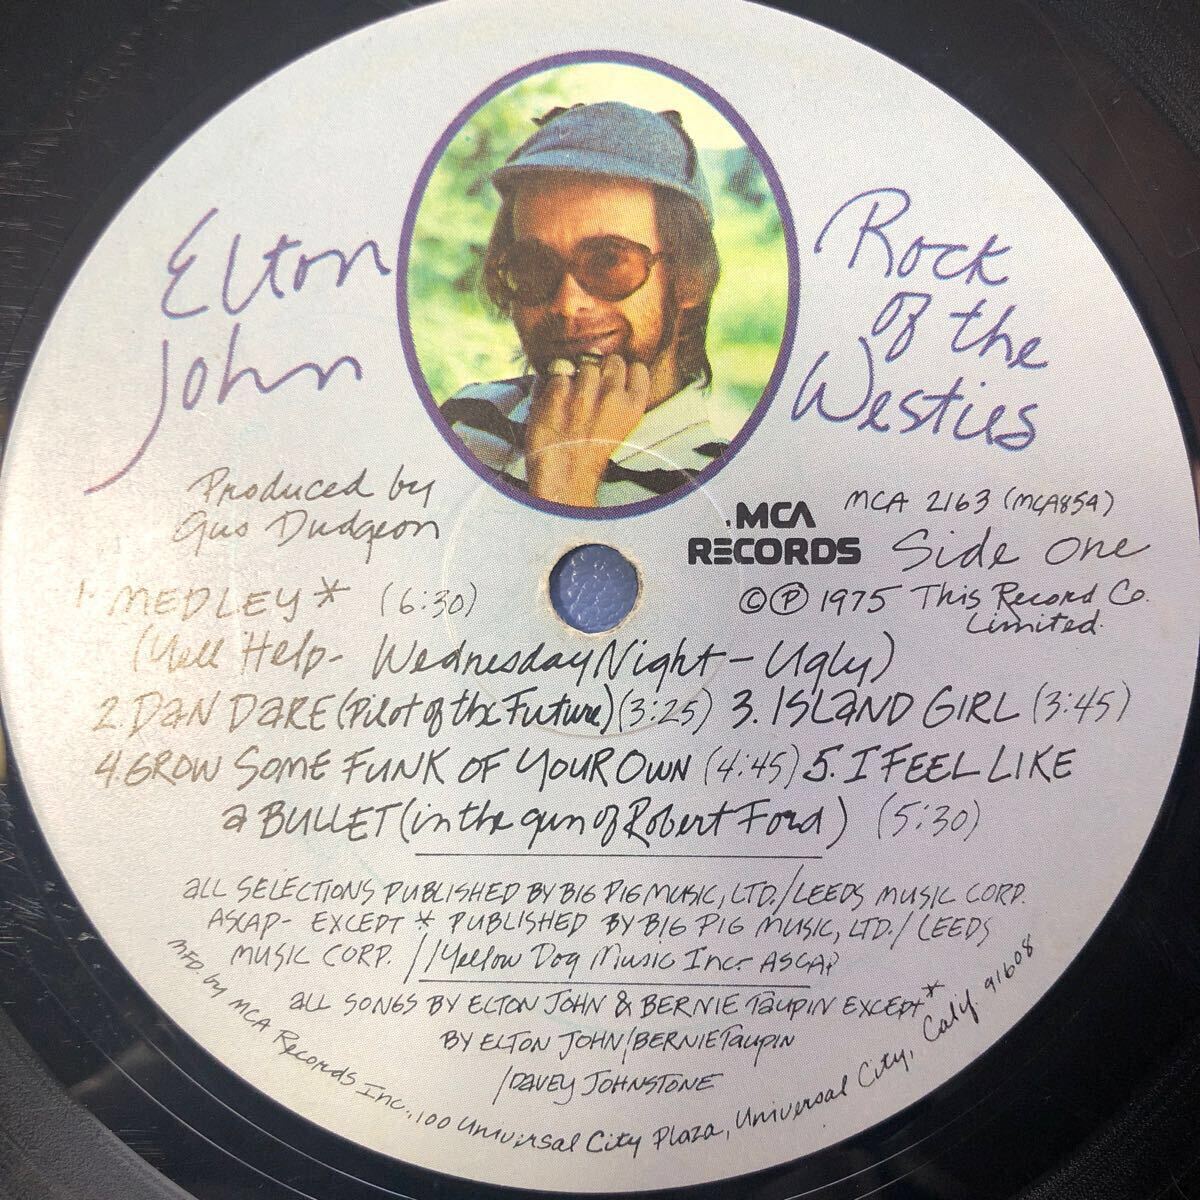 Elton
John
Rock
of the
Westies
Produced by
Gus Dudgeon
MCA
RECORDS
MCA 2163 (MCA854)
Side One
©Ⓟ 1975 This Record Co.
Limited.
1. MEDLEY* (6:30)
(Yell Help- Wednesday Night - Ugly)
2. DAN DARE (Pilot of the Future) (3:25) 3. ISLAND GIRL (3:45)
4. GROW SOME FUNK OF YOUR OWN (4:45) 5. I FEEL LIKE
a BULLET (in the gun of Robert Ford) (5:30)
aLL SELECTIONS PUBLISHED BY BIG PIG MUSIC, LTD./LEEDS MUSIC CORP.
ASCAP- EXCEPT * PUBLISHED BY BIG PIG MUSIC, LTD./LEEDS
MUSIC CORP. //Yellow Dog Music Inc- ASCAP
aLL SONGS BY ELTON JOHN & BERNIE Taupin EXCEPT*
BY ELTON JOHN/BERNIE Taupin
/DAVEY JOHNSTONE
MFD. by MCA Records Inc., 100 Universal City Plaza, Universal City, Calif. 91608